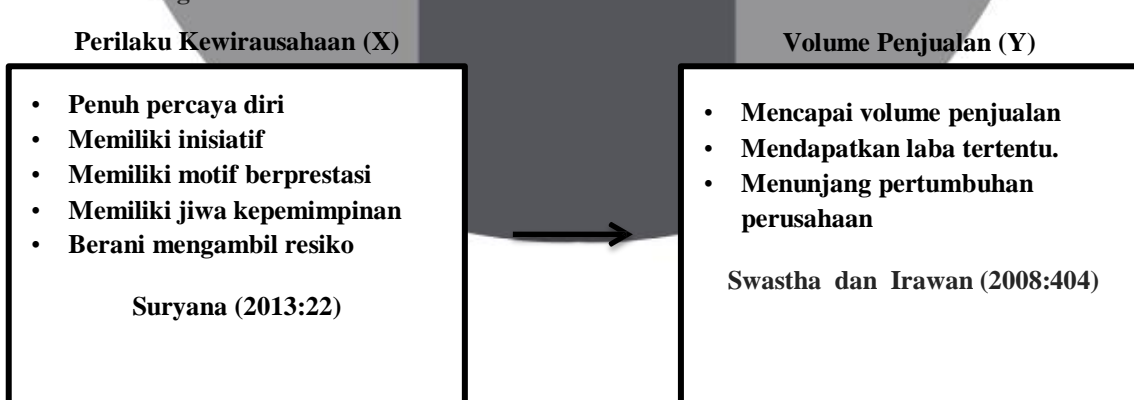 Perilaku Kewirausahaan (X)
• Penuh percaya diri
• Memiliki inisiatif
• Memiliki motif berprestasi
• Memiliki jiwa kepemimpinan
• Berani mengambil resiko
Suryana (2013:22)
Volume Penjualan (Y)
• Mencapai volume penjualan
• Mendapatkan laba tertentu.
• Menunjang pertumbuhan
perusahaan
Swastha dan Irawan (2008:404)